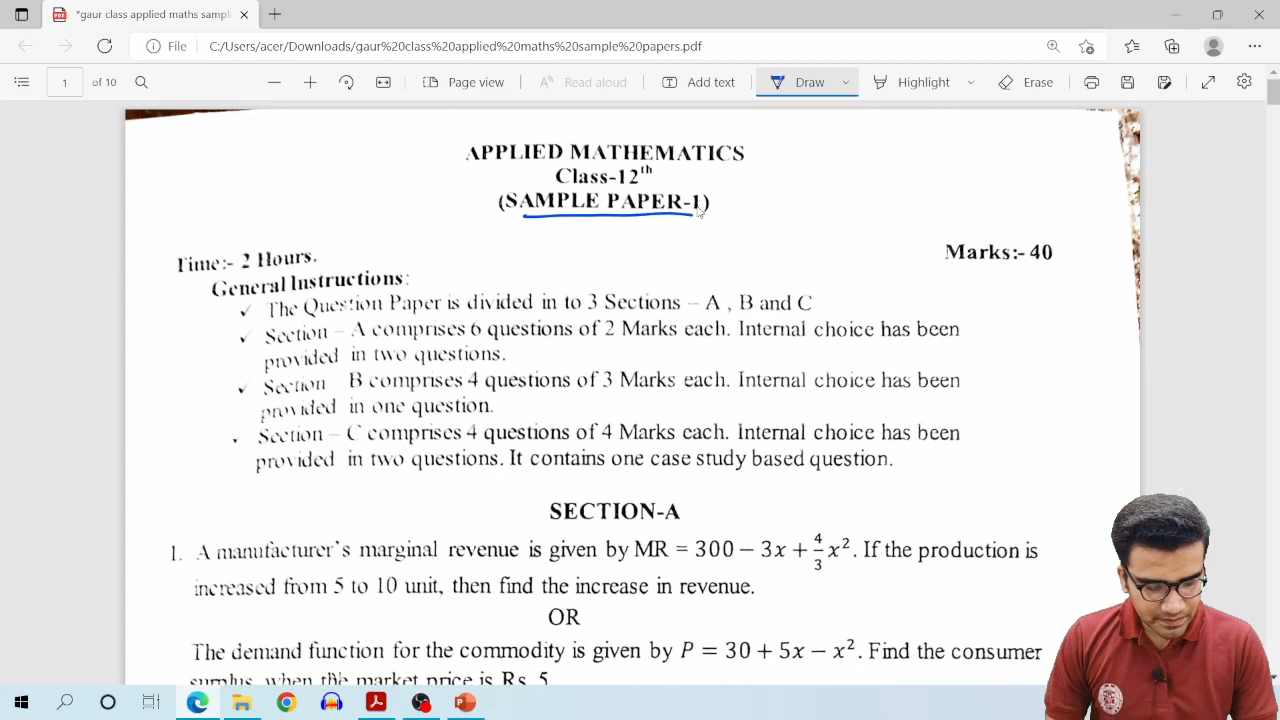 *gaur class applied maths sampl
File C:/Users/acer/Downloads/gaur%20class%20applied%20maths%20sample%20papers.pdf
1 of 10 Page view Read aloud Add text Draw Highlight Erase
APPLIED MATHEMATICS
Class-12th
(SAMPLE PAPER-1)
Time:- 2 Hours. Marks:- 40
General Instructions:
✓ The Question Paper is divided in to 3 Sections – A , B and C
✓ Section – A comprises 6 questions of 2 Marks each. Internal choice has been
provided in two questions.
✓ Section – B comprises 4 questions of 3 Marks each. Internal choice has been
provided in one question.
Section – C comprises 4 questions of 4 Marks each. Internal choice has been
provided in two questions. It contains one case study based question.
SECTION-A
1. A manufacturer's marginal revenue is given by MR = 300 − 3x + 4/3 x². If the production is
increased from 5 to 10 unit, then find the increase in revenue.
OR
The demand function for the commodity is given by P = 30 + 5x − x². Find the consumer
surplus, when the market price is Rs. 5